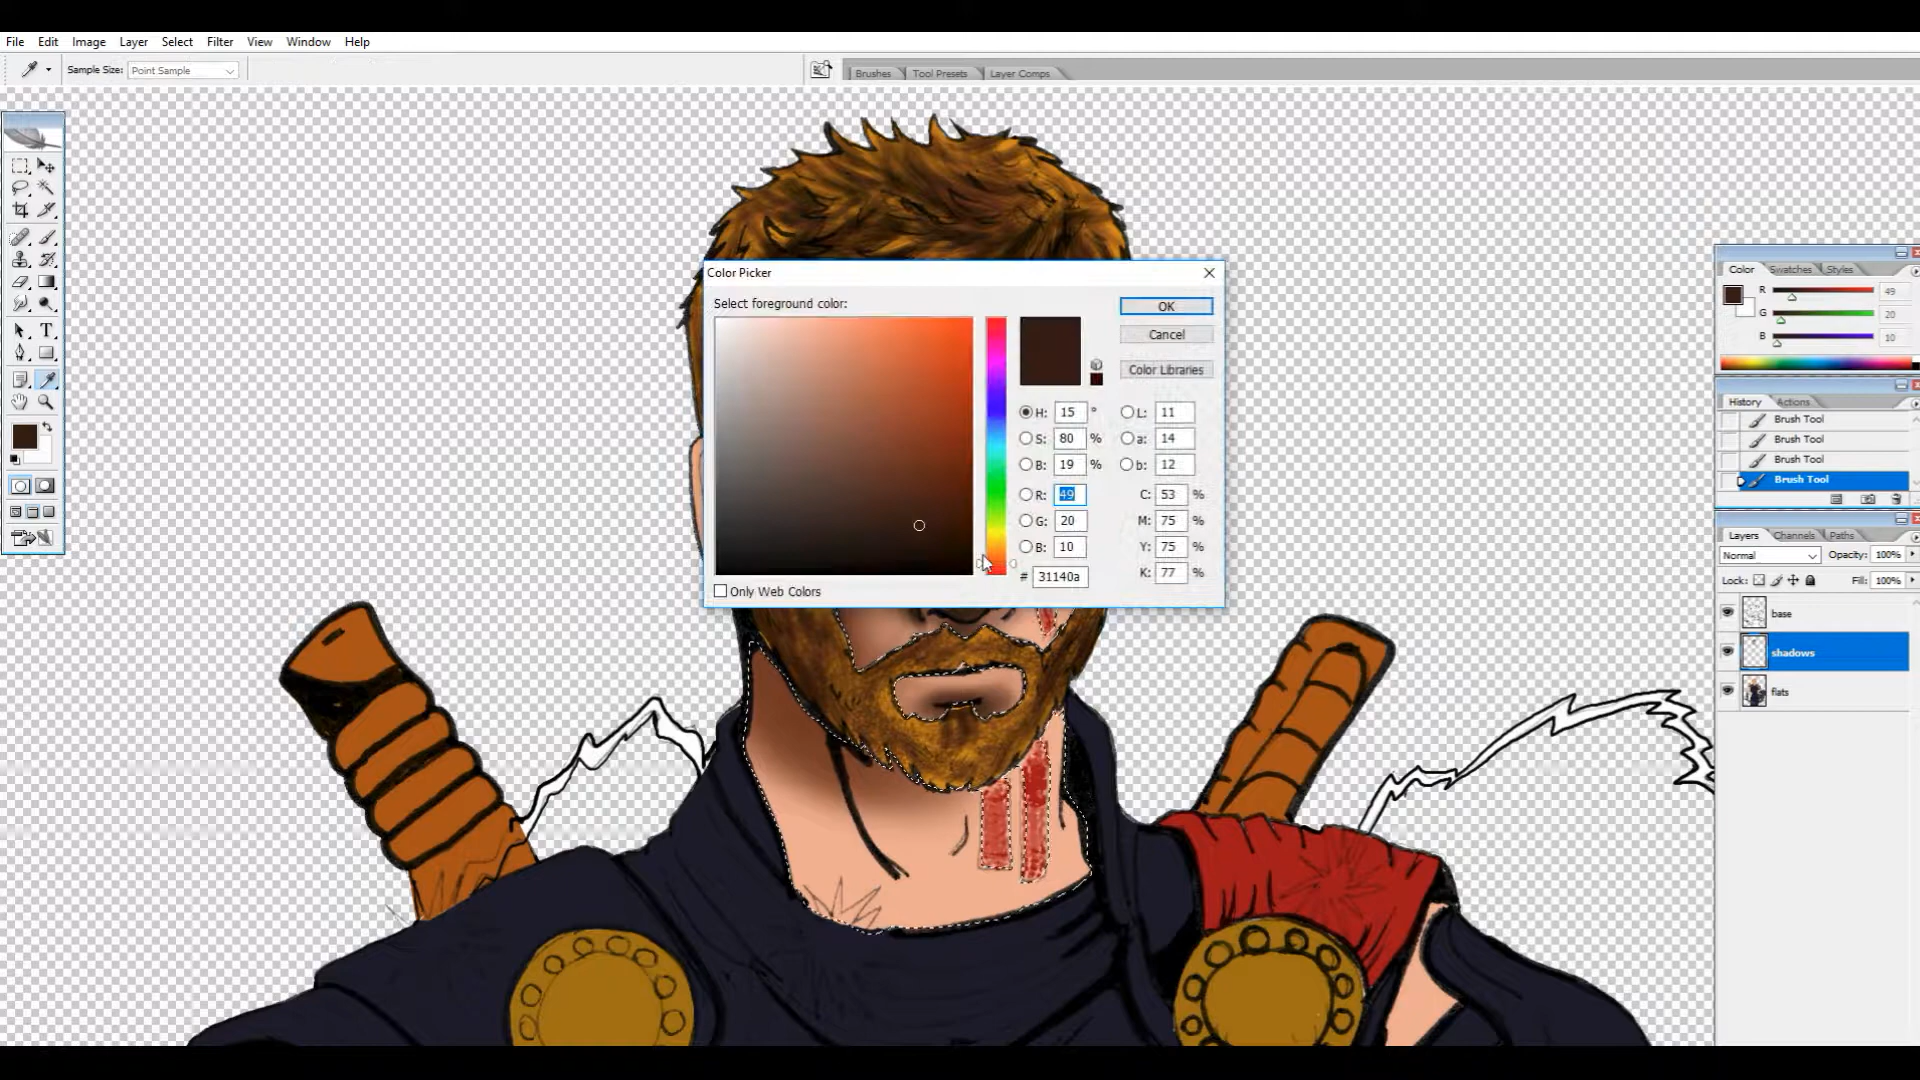 File Edit Image Layer Select Filter View Window Help
Sample Size: Point Sample
Brushes Tool Presets Layer Comps
Color Picker
Select foreground color:
OK
Cancel
Color Libraries
H: 15 °
S: 80 %
B: 19 %
R: 49
G: 20
B: 10
# 31140a
L: 11
a: 14
b: 12
C: 53 %
M: 75 %
Y: 75 %
K: 77 %
Only Web Colors
Color Swatches Styles
R 49
G 20
B 10
History Actions
Brush Tool
Brush Tool
Brush Tool
Brush Tool
Layers Channels Paths
Normal Opacity: 100%
Lock: Fill: 100%
base
shadows
flats